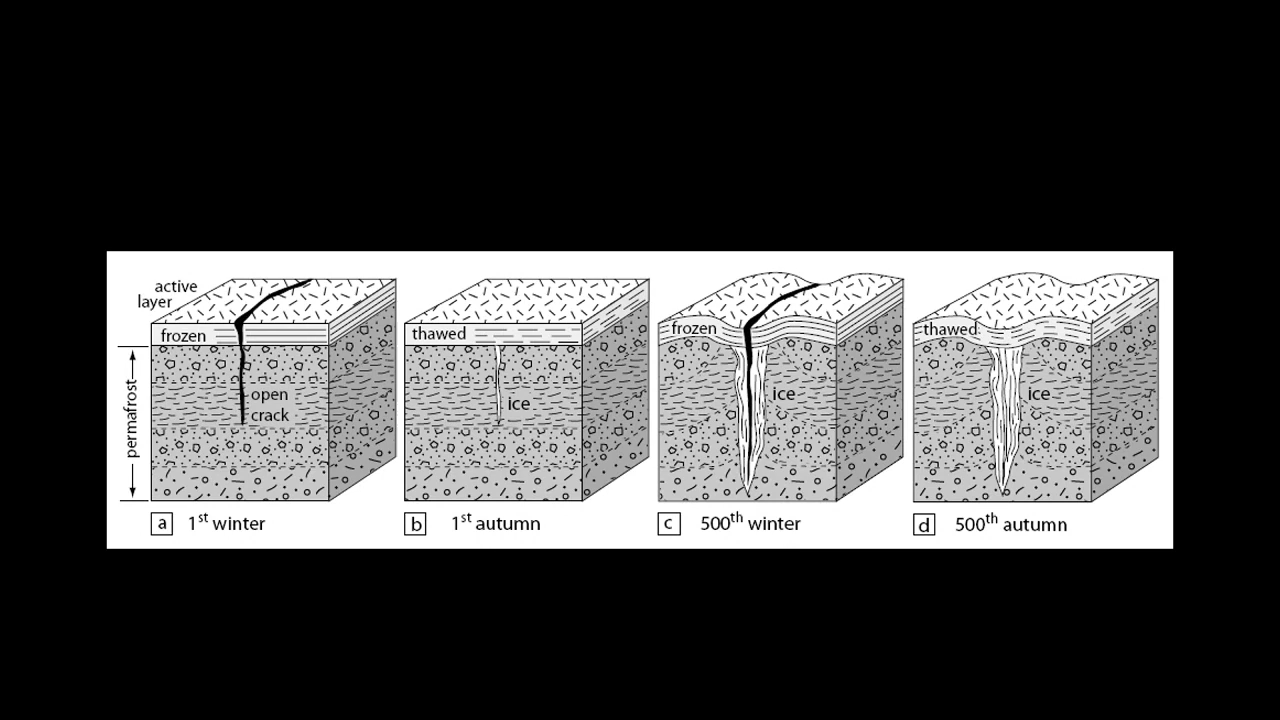 active
layer
frozen
permafrost
open
crack
a 1st winter
thawed
ice
b 1st autumn
frozen
ice
c 500th winter
thawed
ice
d 500th autumn